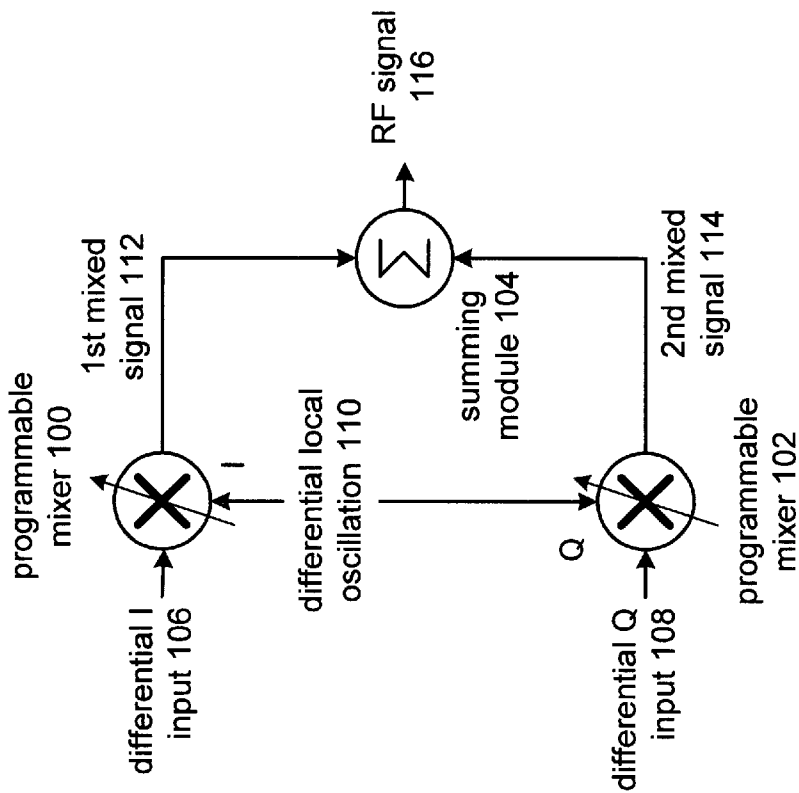 programmable
mixer 100
1st mixed
signal 112
differential I
input 106
I
differential local
oscillation 110
Σ
RF signal
116
summing
module 104
Q
differential Q
input 108
2nd mixed
signal 114
programmable
mixer 102